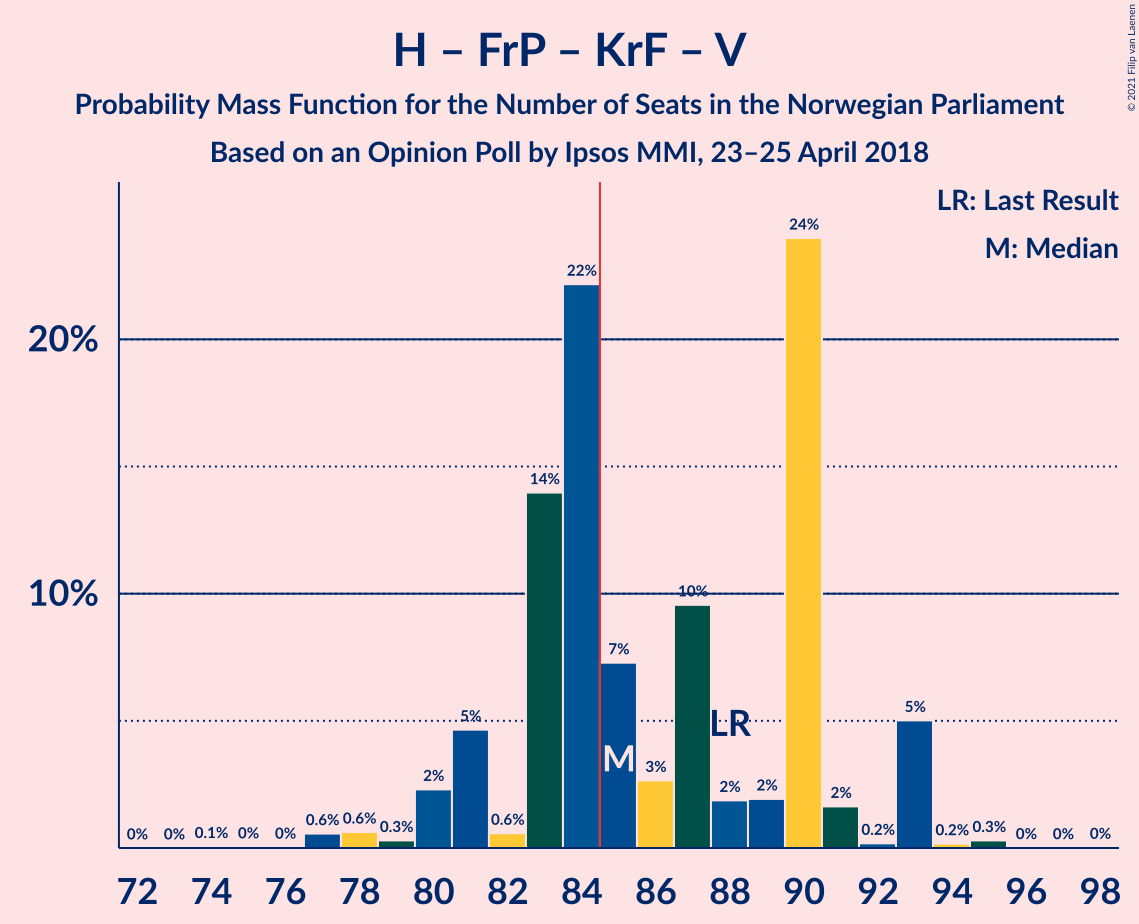 H – FrP – KrF – V
Probability Mass Function for the Number of Seats in the Norwegian Parliament
Based on an Opinion Poll by Ipsos MMI, 23–25 April 2018
© 2021 Filip van Laenen
LR: Last Result
M: Median
20%
10%
0% 0% 0.1% 0% 0% 0.6% 0.6% 0.3% 2% 5% 0.6% 14% 22% 7% 3% 10% 2% 2% 24% 2% 0.2% 5% 0.2% 0.3% 0% 0% 0%
LR
M
72 74 76 78 80 82 84 86 88 90 92 94 96 98